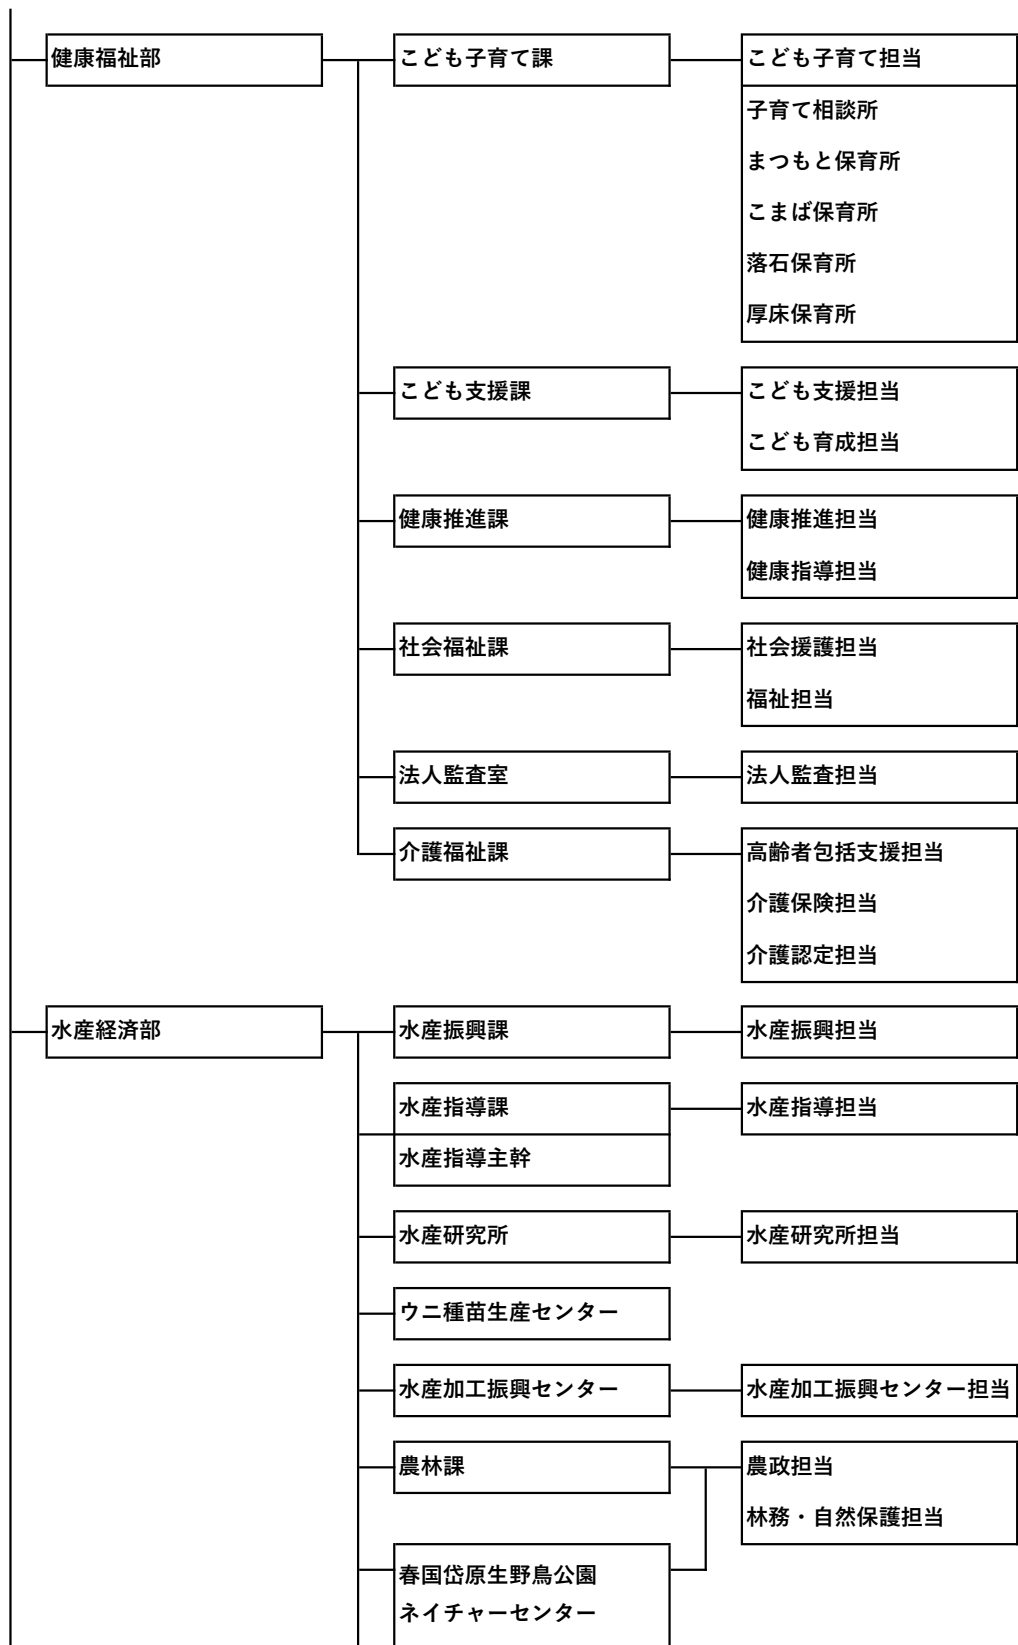 健康福祉部
こども子育て課
こども子育て担当
子育て相談所
まつもと保育所
こまば保育所
落石保育所
厚床保育所
こども支援課
こども支援担当
こども育成担当
健康推進課
健康推進担当
健康指導担当
社会福祉課
社会援護担当
福祉担当
法人監査室
法人監査担当
介護福祉課
高齢者包括支援担当
介護保険担当
介護認定担当
水産経済部
水産振興課
水産振興担当
水産指導課
水産指導担当
水産指導主幹
水産研究所
水産研究所担当
ウニ種苗生産センター
水産加工振興センター
水産加工振興センター担当
農林課
農政担当
林務・自然保護担当
春国岱原生野鳥公園
ネイチャーセンター